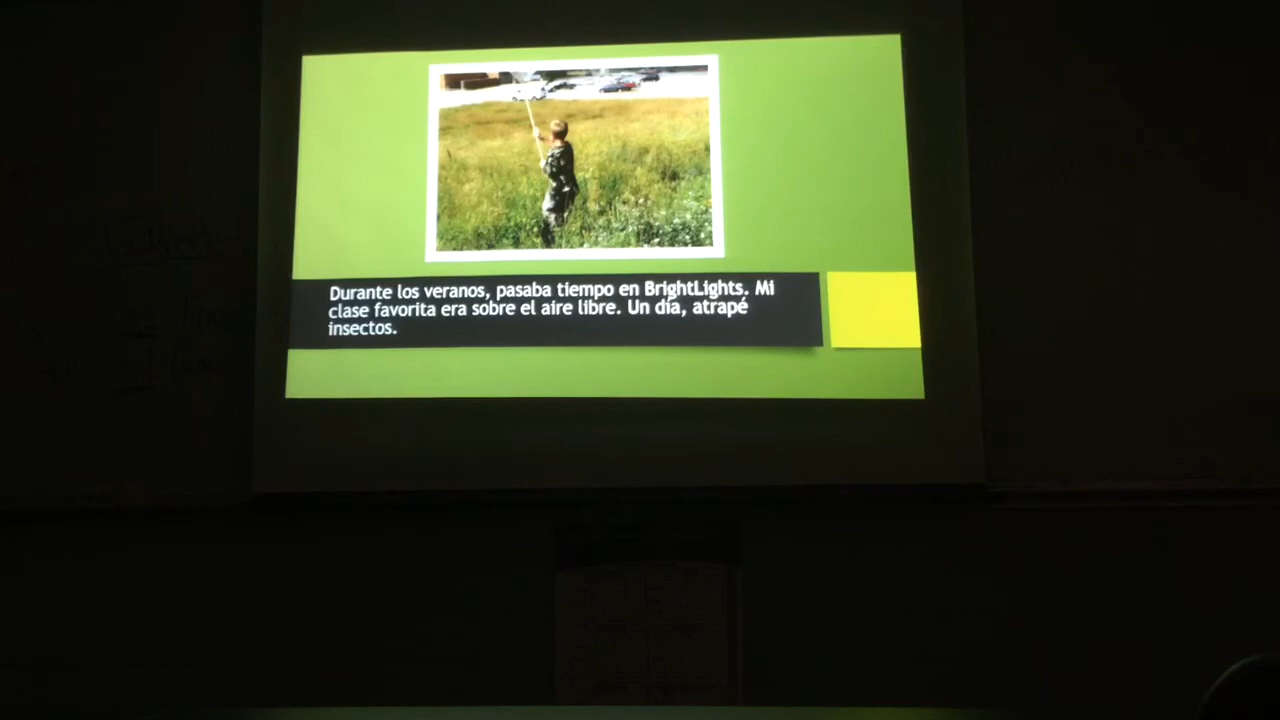 Durante los veranos, pasaba tiempo en BrightLights. Mi
clase favorita era sobre el aire libre. Un día, atrapé
insectos.